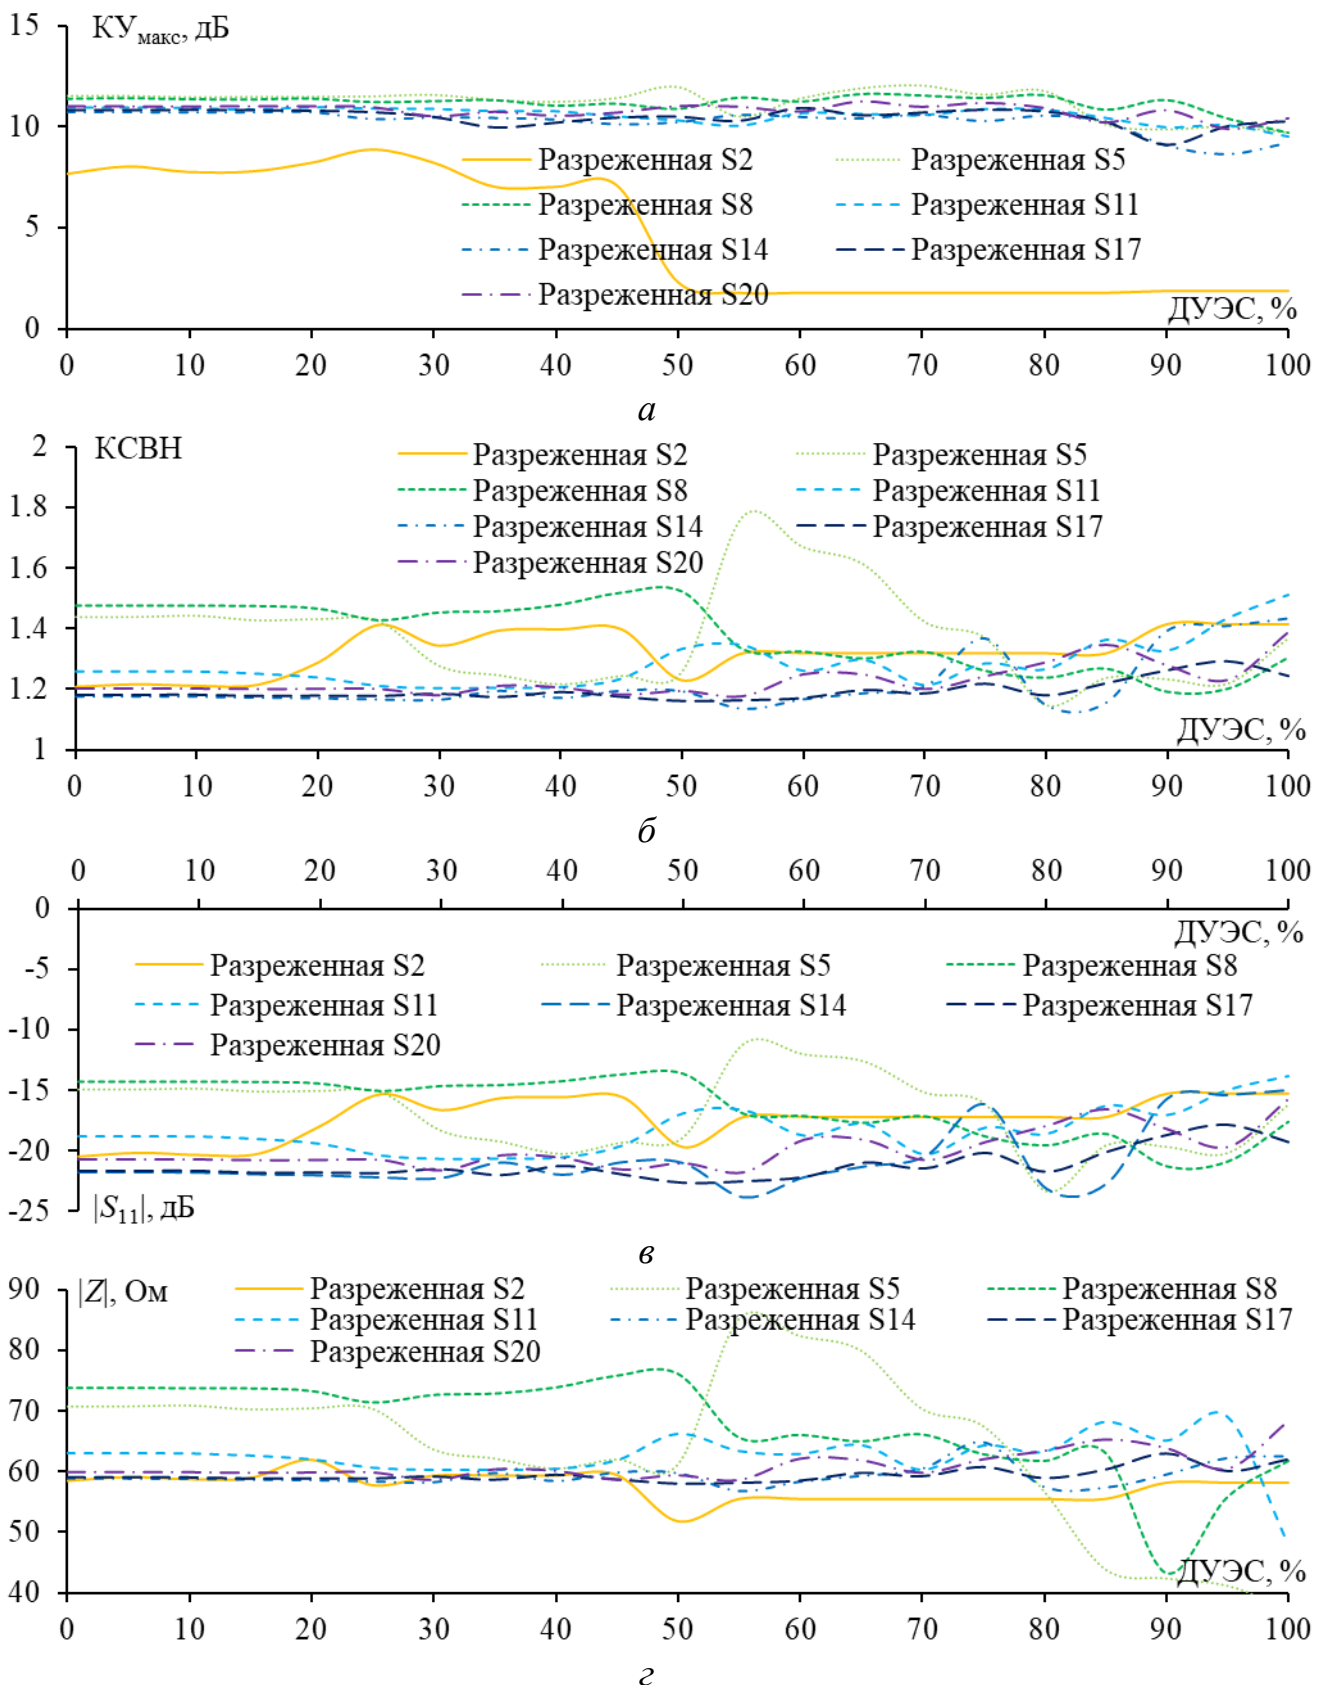 15
КУмакс, дБ
10
Разреженная S2 Разреженная S5
Разреженная S8 Разреженная S11
5
Разреженная S14 Разреженная S17
Разреженная S20
ДУЭС, %
0
0 10 20 30 40 50 60 70 80 90 100
а
2
КСВН
Разреженная S2 Разреженная S5
1.8
Разреженная S8 Разреженная S11
Разреженная S14 Разреженная S17
1.6
Разреженная S20
1.4
1.2
ДУЭС, %
1
0 10 20 30 40 50 60 70 80 90 100
б
0 10 20 30 40 50 60 70 80 90 100
0
ДУЭС, %
-5
Разреженная S2 Разреженная S5 Разреженная S8
Разреженная S11 Разреженная S14 Разреженная S17
-10
Разреженная S20
-15
-20
-25
|S11|, дБ
в
90
|Z|, Ом
Разреженная S2 Разреженная S5 Разреженная S8
Разреженная S11 Разреженная S14 Разреженная S17
Разреженная S20
80
70
60
50
ДУЭС, %
40
0 10 20 30 40 50 60 70 80 90 100
г